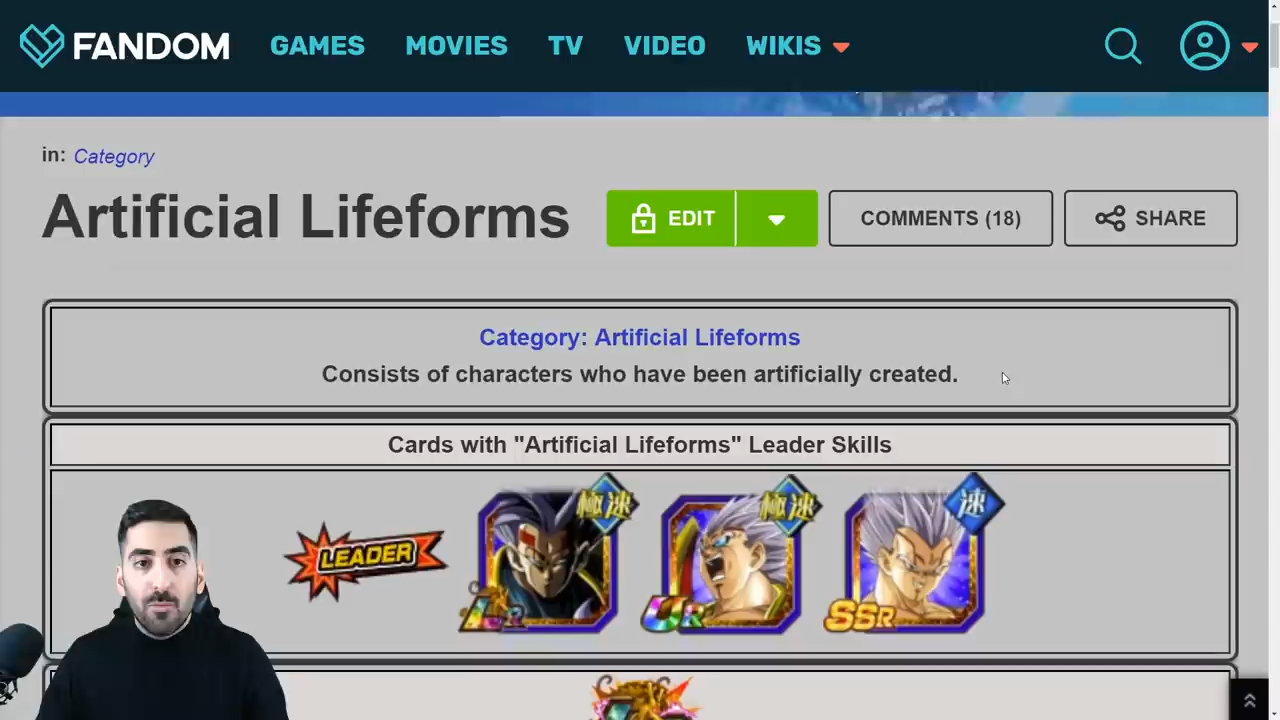 FANDOM GAMES MOVIES TV VIDEO WIKIS
in: Category
Artificial Lifeforms EDIT COMMENTS (18) SHARE
Category: Artificial Lifeforms
Consists of characters who have been artificially created.
Cards with "Artificial Lifeforms" Leader Skills
LEADER
極速 極速 速
LR UR SSR